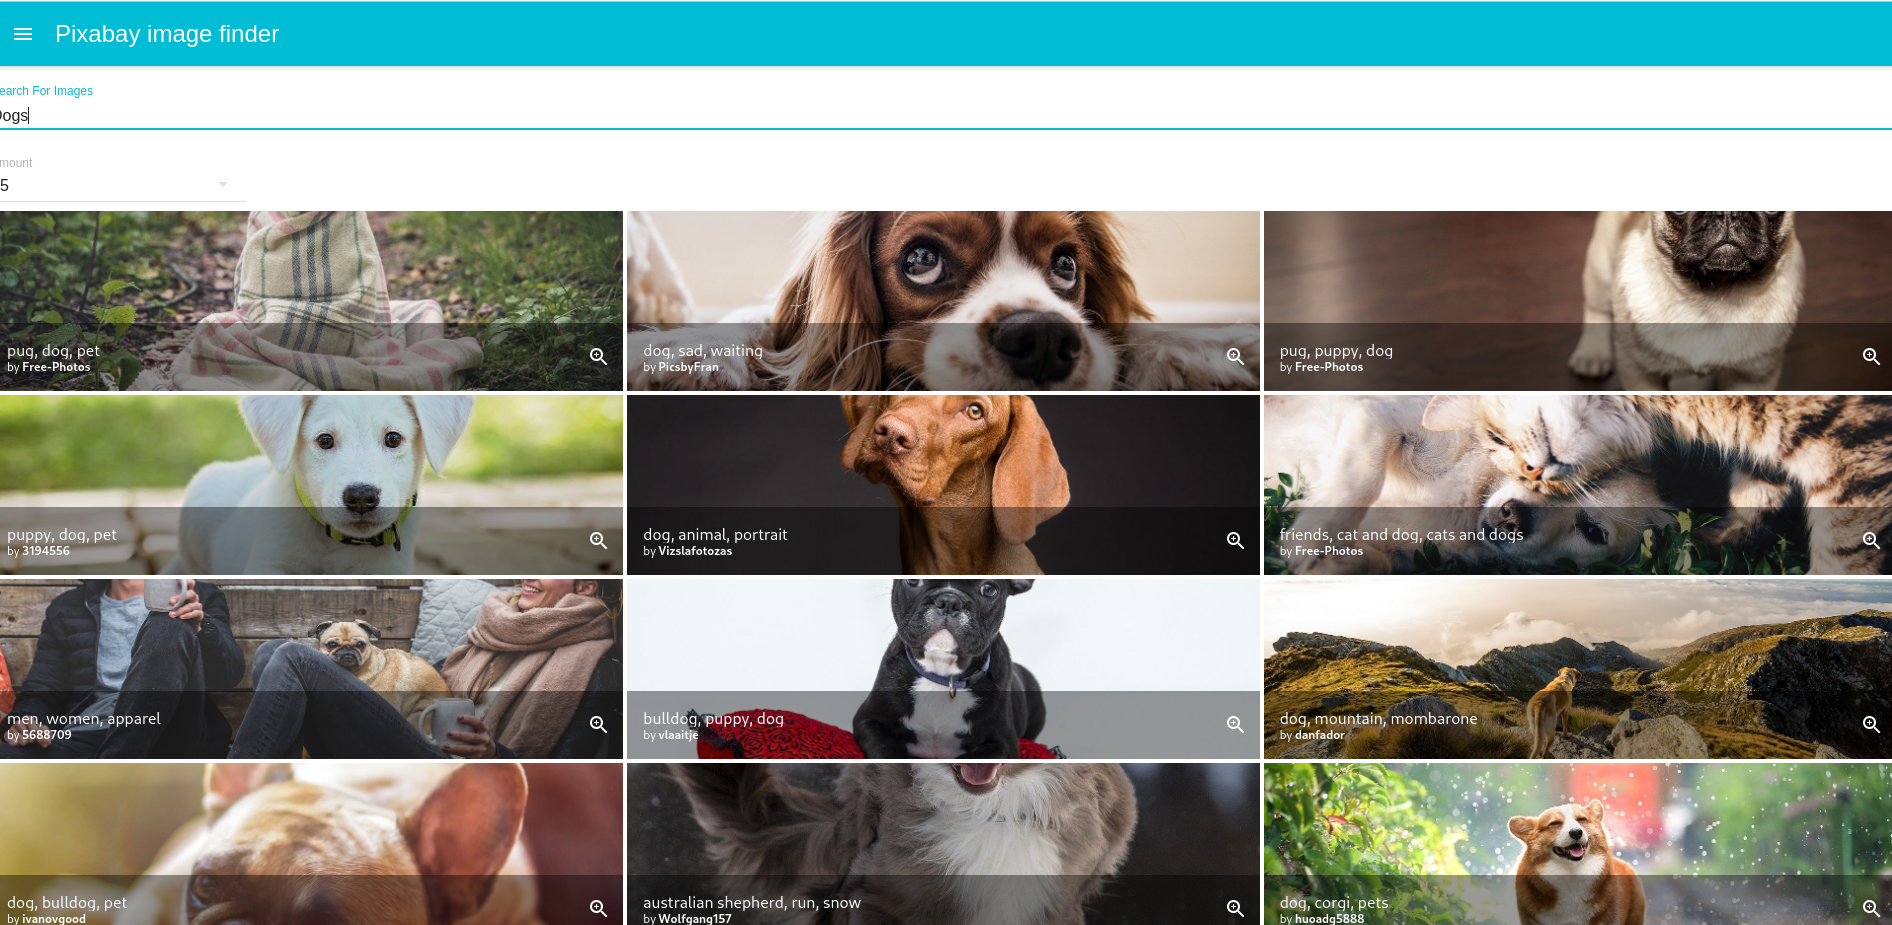 Pixabay image finder
earch For Images
Dogs
mount
5
pug, dog, pet
by Free-Photos
dog, sad, waiting
by PicsbyFran
pug, puppy, dog
by Free-Photos
puppy, dog, pet
by 3194556
dog, animal, portrait
by Vizslafotozas
friends, cat and dog, cats and dogs
by Free-Photos
men, women, apparel
by 5688709
bulldog, puppy, dog
by vlaaitje
dog, mountain, mombarone
by danfador
dog, bulldog, pet
by ivanovgood
australian shepherd, run, snow
by Wolfgang157
dog, corgi, pets
by huoadg5888